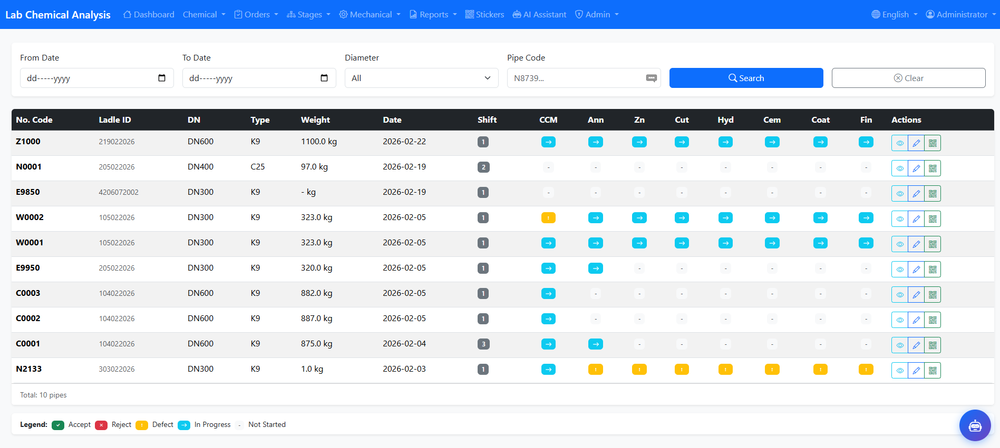 Lab Chemical Analysis Dashboard Chemical Orders Stages Mechanical Reports Stickers AI Assistant Admin English Administrator
From Date To Date Diameter Pipe Code
dd-----yyyy dd-----yyyy All N8739... Search Clear
No. Code Ladle ID DN Type Weight Date Shift CCM Ann Zn Cut Hyd Cem Coat Fin Actions
Z1000 219022026 DN600 K9 1100.0 kg 2026-02-22 1
N0001 205022026 DN400 C25 97.0 kg 2026-02-19 2 - - - - - - - -
E9850 4206072002 DN300 K9 - kg 2026-02-19 1 - - - - - - - -
W0002 105022026 DN300 K9 323.0 kg 2026-02-05 1 !
W0001 105022026 DN300 K9 323.0 kg 2026-02-05 1
E9950 205022026 DN300 K9 320.0 kg 2026-02-05 1 - - - - - -
C0003 104022026 DN600 K9 882.0 kg 2026-02-05 1 - - - - - - -
C0002 104022026 DN600 K9 887.0 kg 2026-02-05 1 - - - - - - -
C0001 104022026 DN600 K9 875.0 kg 2026-02-04 3 - - - - - -
N2133 303022026 DN300 K9 1.0 kg 2026-02-03 1 ! ! ! ! ! ! !
Total: 10 pipes
Legend: Accept Reject ! Defect In Progress - Not Started